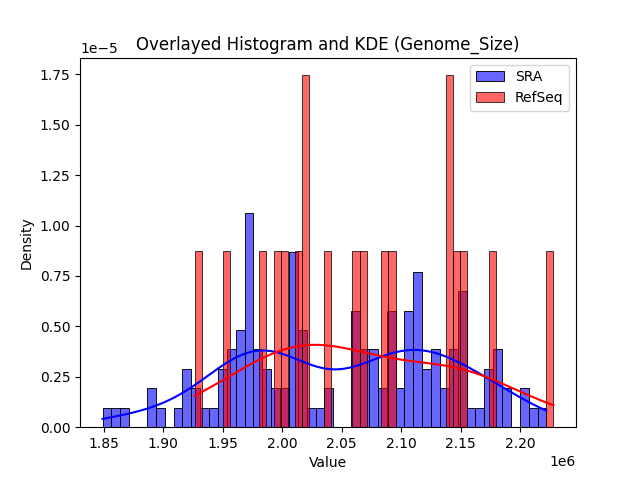 Overlayed Histogram and KDE (Genome_Size)
1e−5
SRA
RefSeq
1.75
1.50
1.25
1.00
0.75
0.50
0.25
0.00
Density
1.85 1.90 1.95 2.00 2.05 2.10 2.15 2.20
Value
1e6